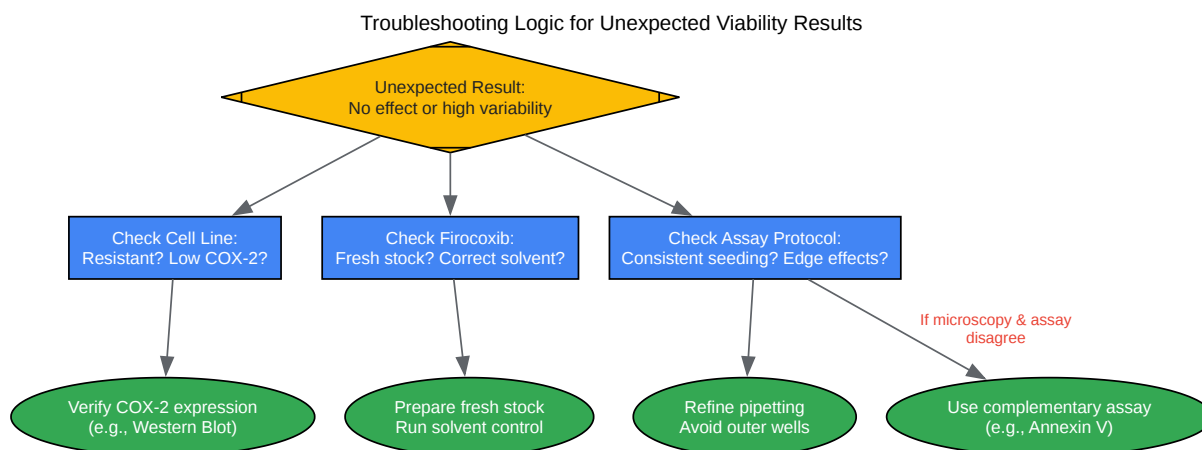 Troubleshooting Logic for Unexpected Viability Results
Unexpected Result:
No effect or high variability
Check Cell Line:
Resistant? Low COX-2?
Check Firocoxib:
Fresh stock? Correct solvent?
Check Assay Protocol:
Consistent seeding? Edge effects?
If microscopy & assay
disagree
Verify COX-2 expression
(e.g., Western Blot)
Prepare fresh stock
Run solvent control
Refine pipetting
Avoid outer wells
Use complementary assay
(e.g., Annexin V)